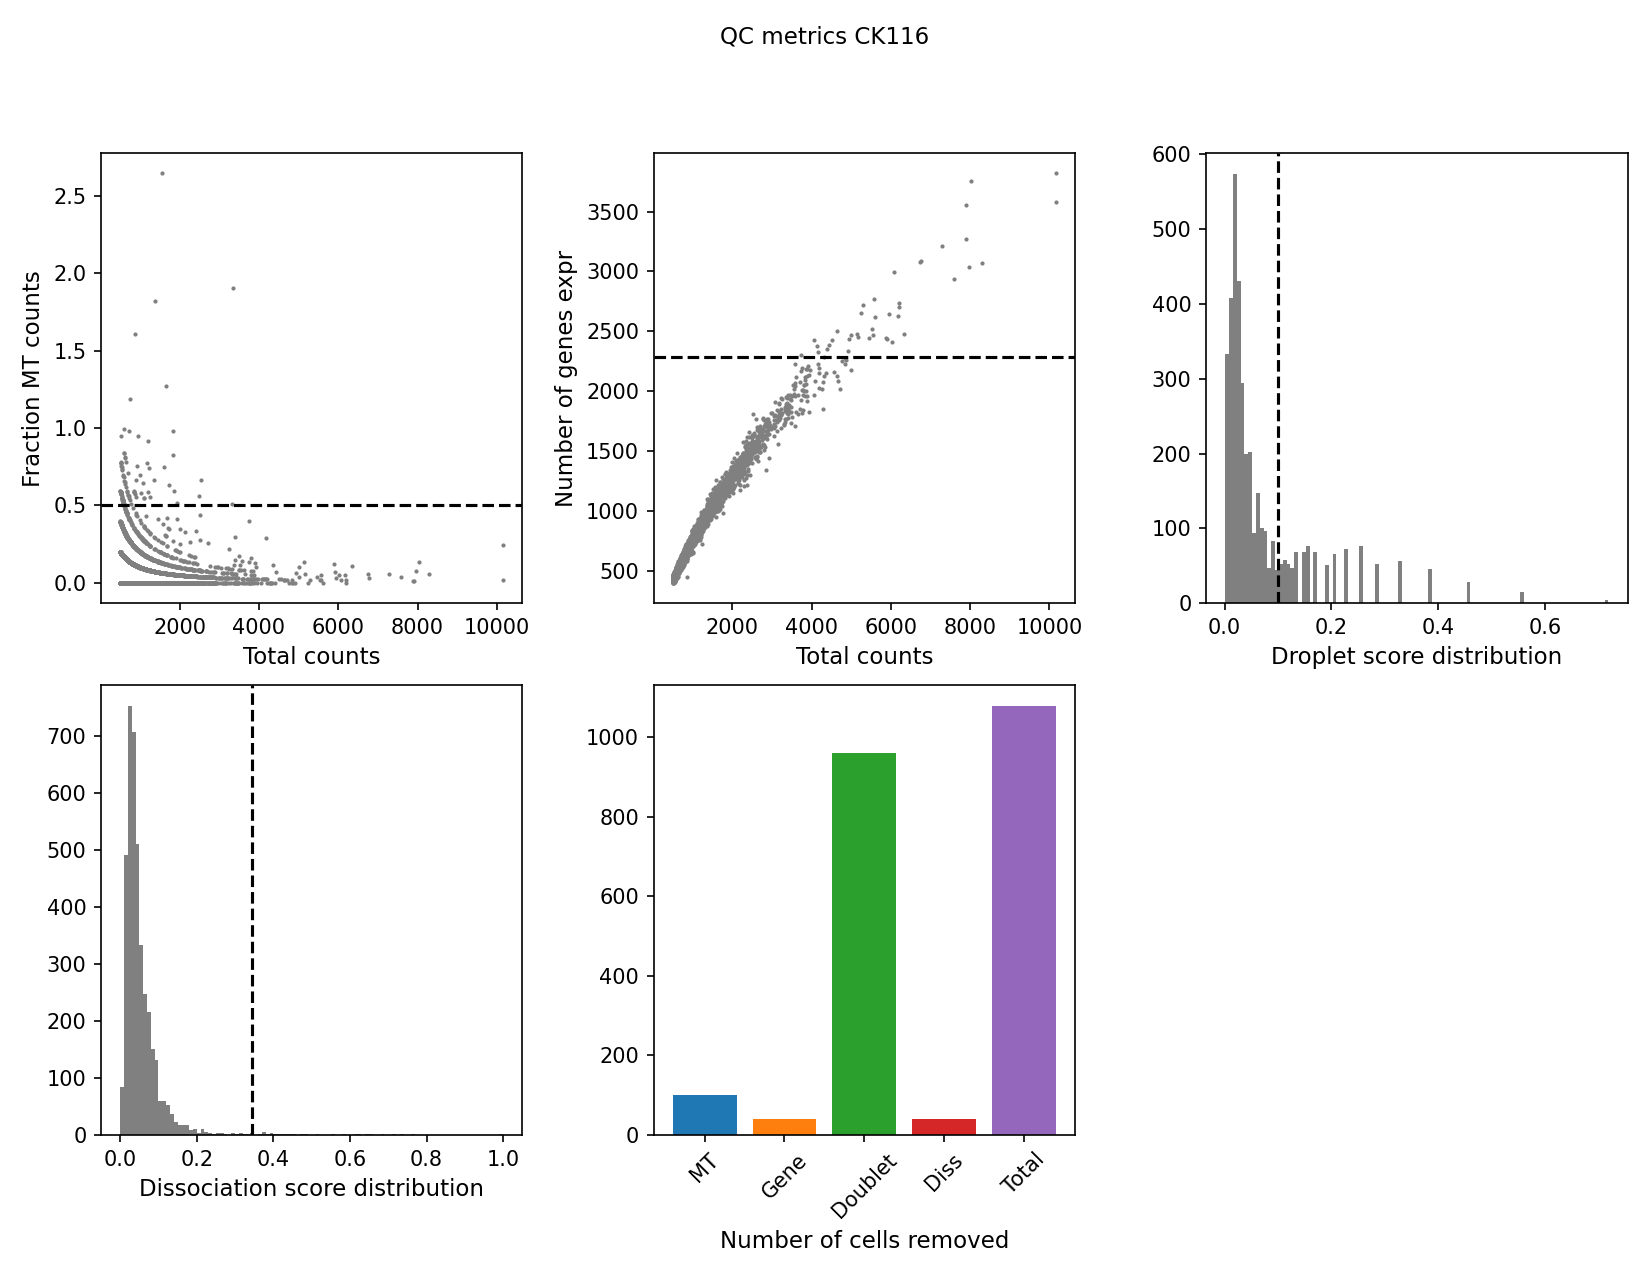 QC metrics CK116
Fraction MT counts
2.5
2.0
1.5
1.0
0.5
0.0
2000 4000 6000 8000 10000
Total counts
Number of genes expr
3500
3000
2500
2000
1500
1000
500
2000 4000 6000 8000 10000
Total counts
600
500
400
300
200
100
0
0.0 0.2 0.4 0.6
Droplet score distribution
700
600
500
400
300
200
100
0
0.0 0.2 0.4 0.6 0.8 1.0
Dissociation score distribution
1000
800
600
400
200
0
MT Gene Doublet Diss Total
Number of cells removed